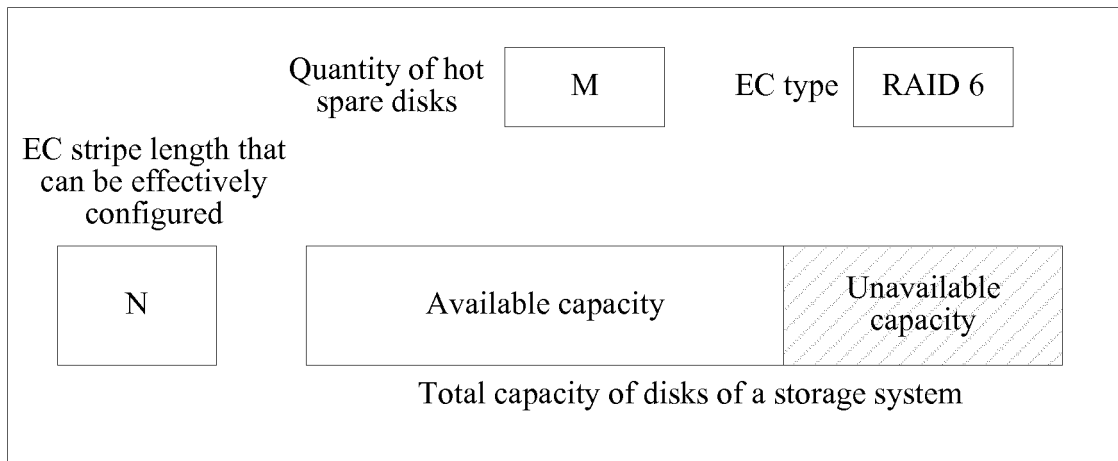 Quantity of hot
spare disks
M
EC type
RAID 6
EC stripe length that
can be effectively
configured
N
Available capacity
Unavailable
capacity
Total capacity of disks of a storage system